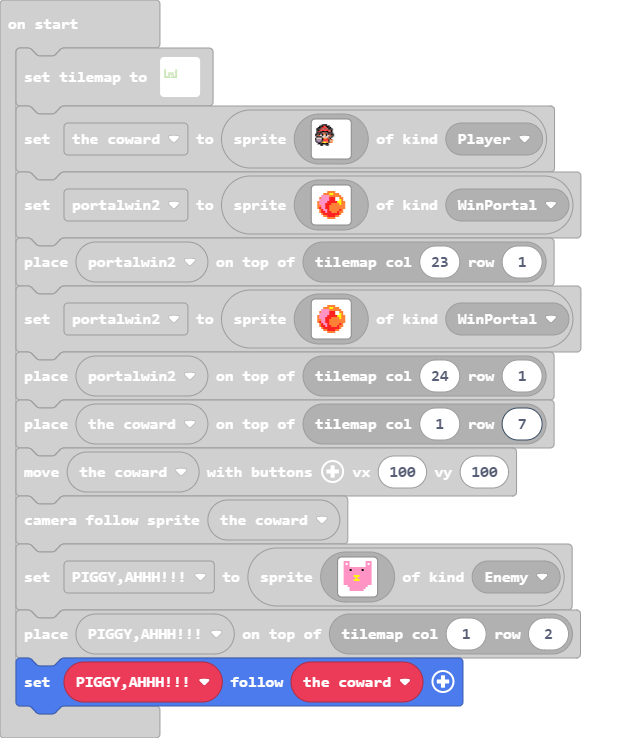 on start
set tilemap to
set the coward to sprite of kind Player
set portalwin2 to sprite of kind WinPortal
place portalwin2 on top of tilemap col 23 row 1
set portalwin2 to sprite of kind WinPortal
place portalwin2 on top of tilemap col 24 row 1
place the coward on top of tilemap col 1 row 7
move the coward with buttons + vx 100 vy 100
camera follow sprite the coward
set PIGGY,AHHH!!! to sprite of kind Enemy
place PIGGY,AHHH!!! on top of tilemap col 1 row 2
set PIGGY,AHHH!!! follow the coward +